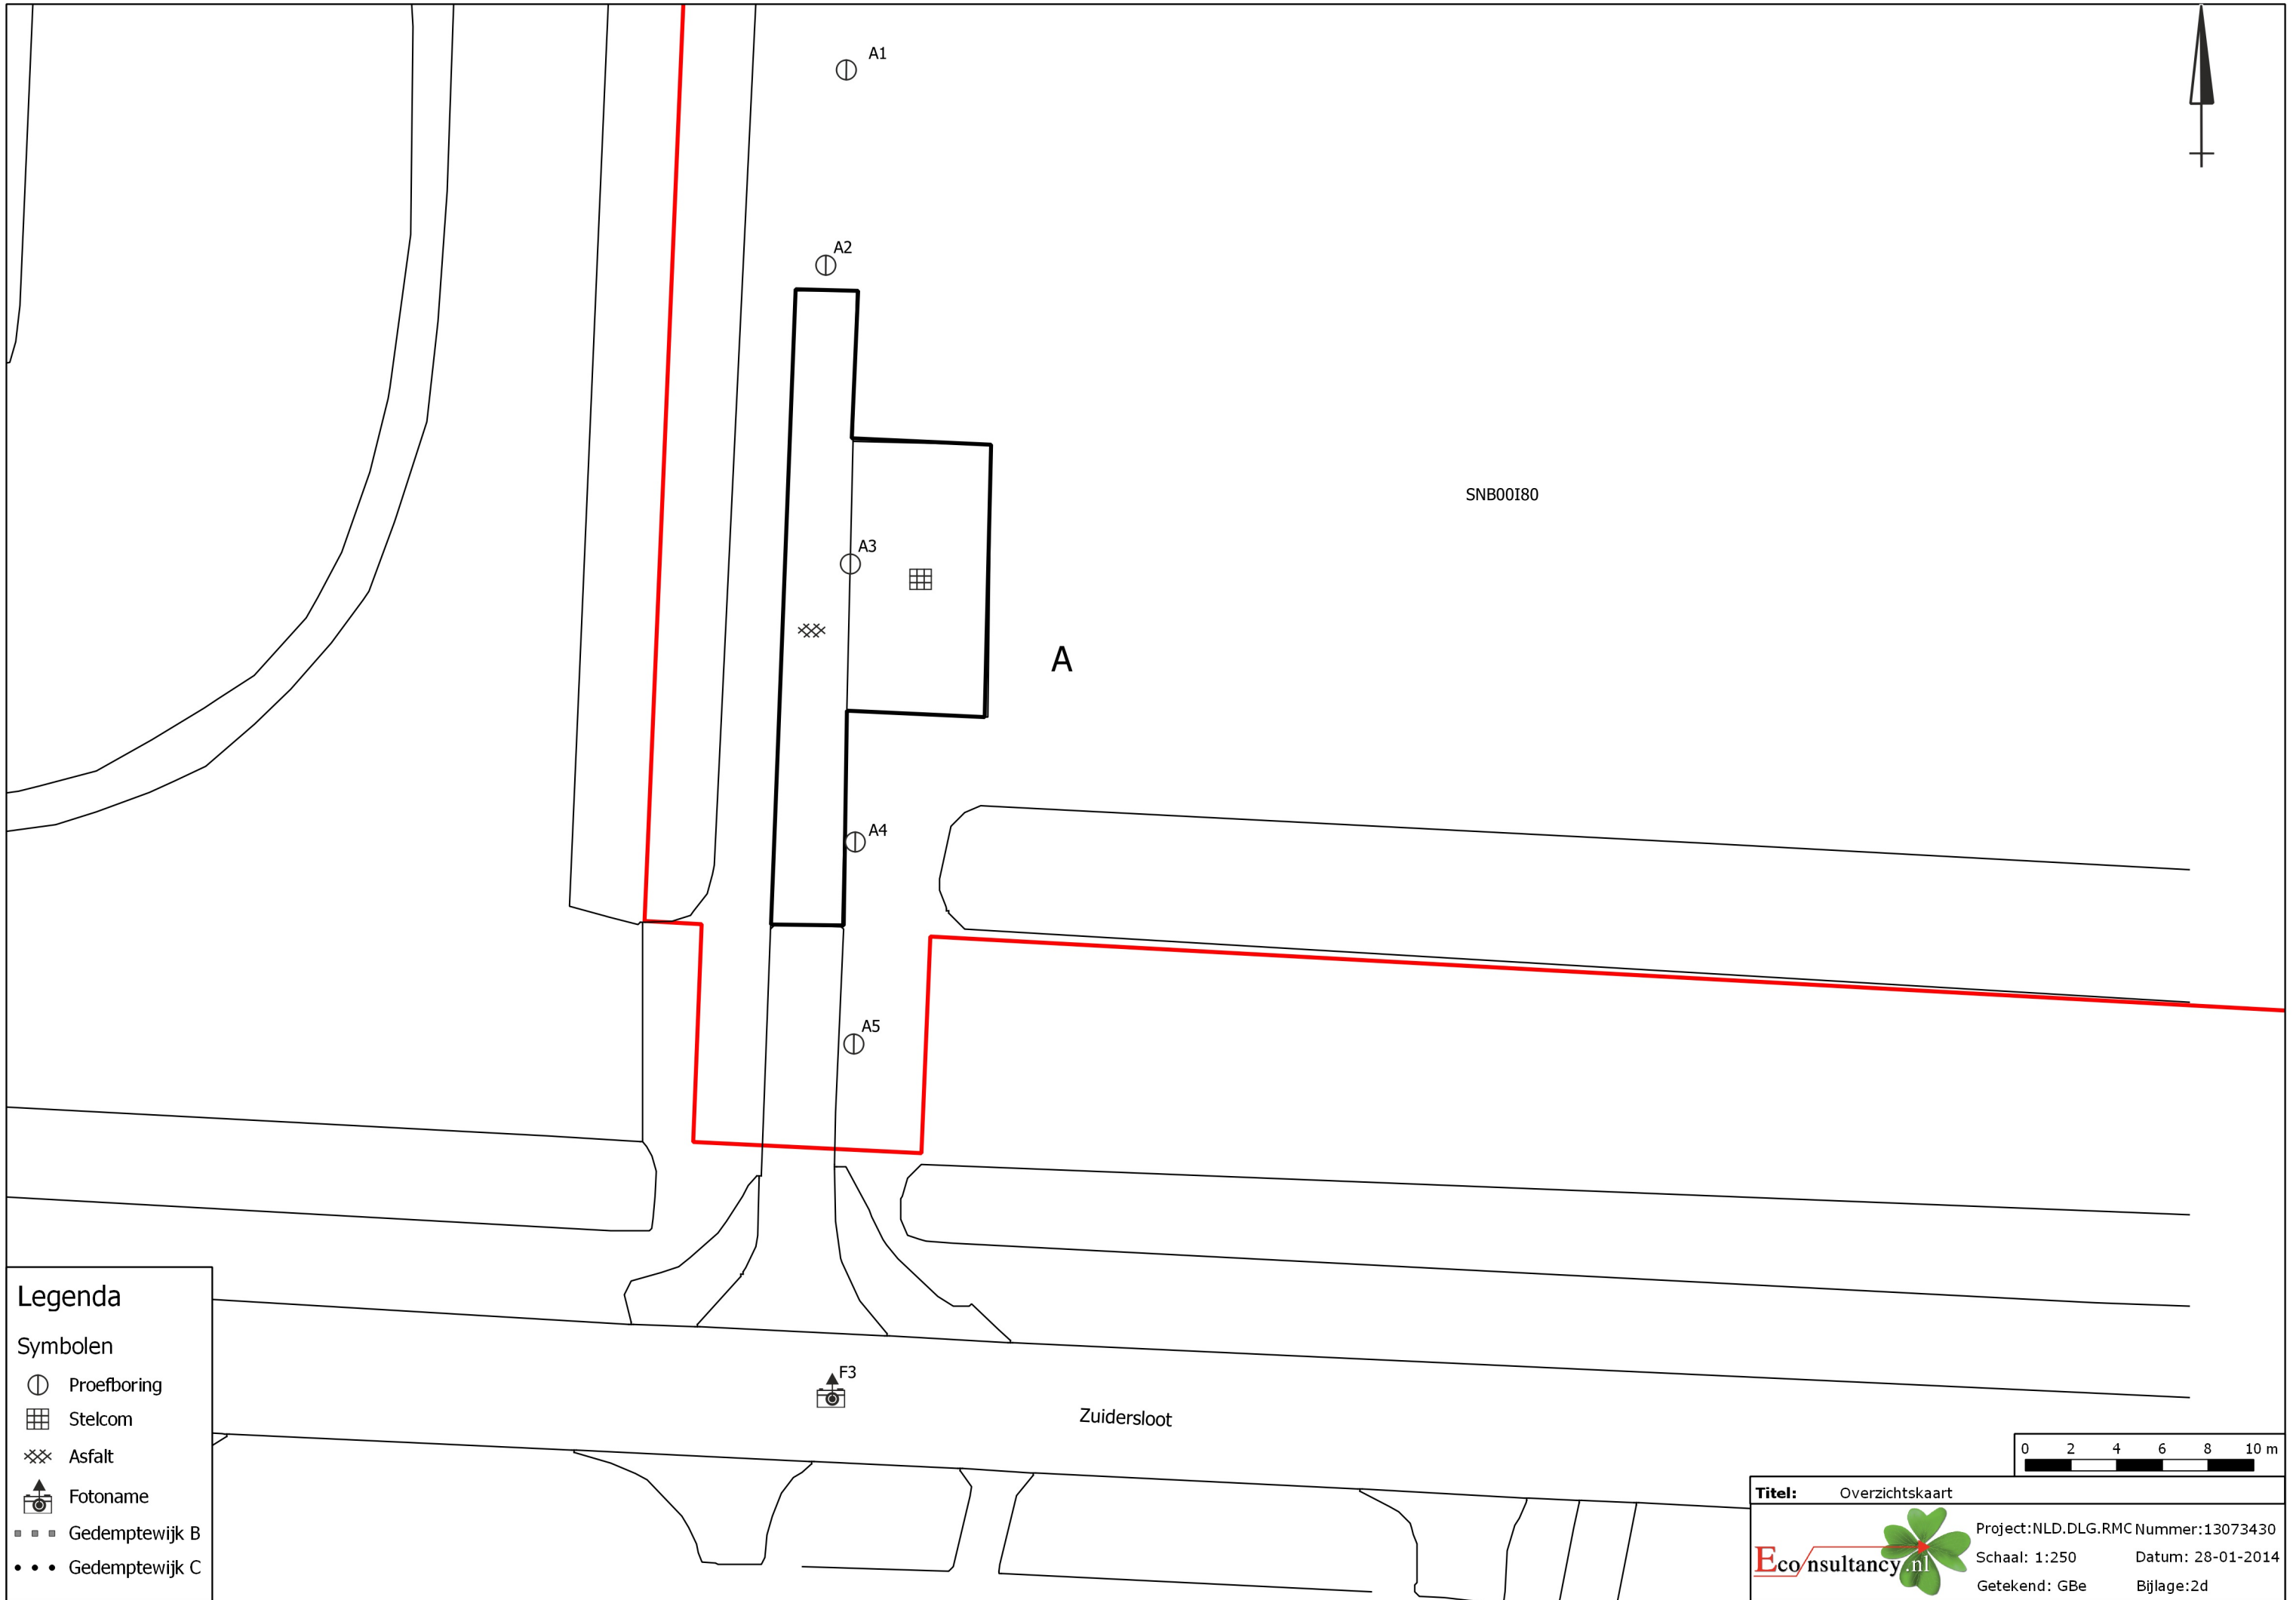 A1
A2
SNB00I80
A3
A
A4
A5
F3
Zuidersloot
Legenda
Symbolen
Proefboring
Stelcom
Asfalt
Fotoname
Gedemptewijk B
Gedemptewijk C
0 2 4 6 8 10 m
Titel: Overzichtskaart
Econsultancy.nl
Project:NLD.DLG.RMC Nummer:13073430
Schaal: 1:250 Datum: 28-01-2014
Getekend: GBe Bijlage:2d